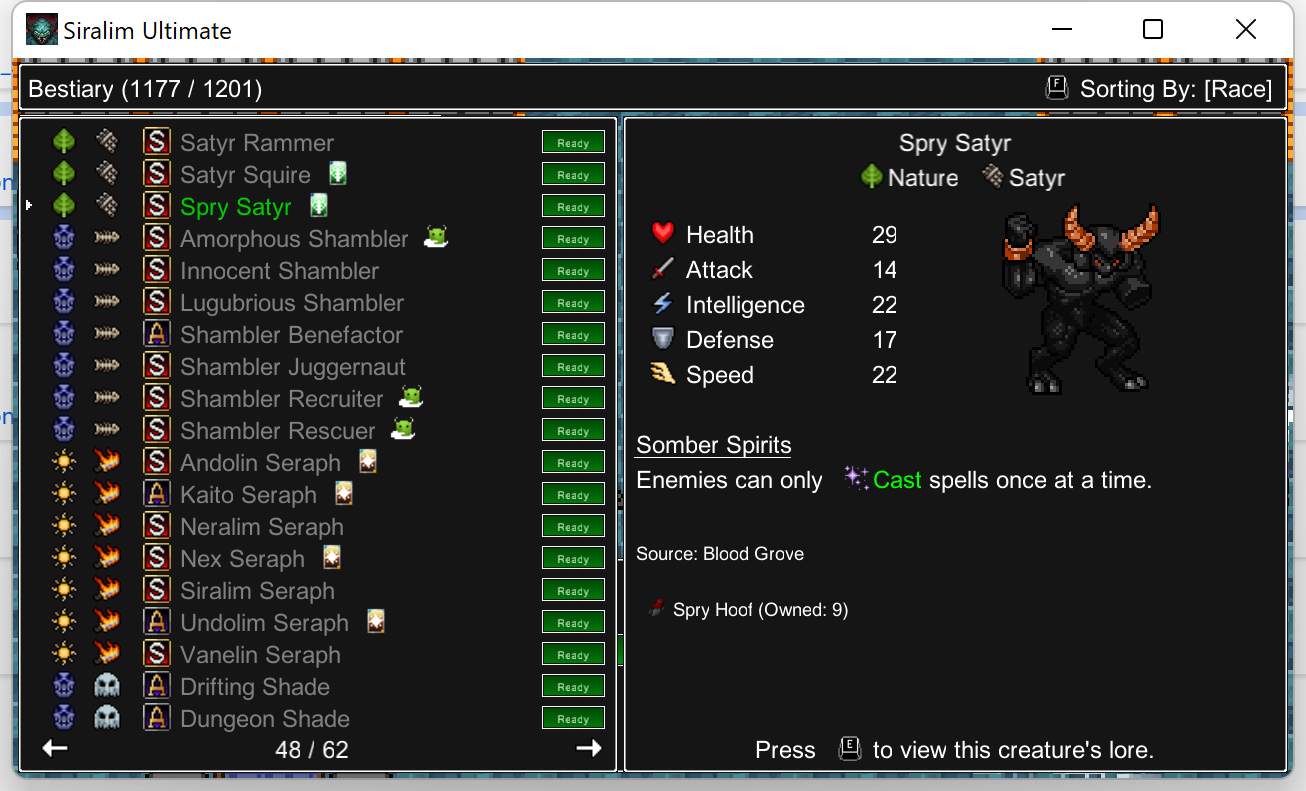 Siralim Ultimate
Bestiary (1177 / 1201)
F Sorting By: [Race]
S Satyr Rammer Ready
S Satyr Squire Ready
S Spry Satyr Ready
S Amorphous Shambler Ready
S Innocent Shambler Ready
S Lugubrious Shambler Ready
A Shambler Benefactor Ready
S Shambler Juggernaut Ready
S Shambler Recruiter Ready
S Shambler Rescuer Ready
S Andolin Seraph Ready
A Kaito Seraph Ready
S Neralim Seraph Ready
S Nex Seraph Ready
S Siralim Seraph Ready
A Undolim Seraph Ready
S Vanelin Seraph Ready
A Drifting Shade Ready
A Dungeon Shade Ready
48 / 62
Spry Satyr
Nature Satyr
Health 29
Attack 14
Intelligence 22
Defense 17
Speed 22
Somber Spirits
Enemies can only Cast spells once at a time.
Source: Blood Grove
Spry Hoof (Owned: 9)
Press E to view this creature's lore.